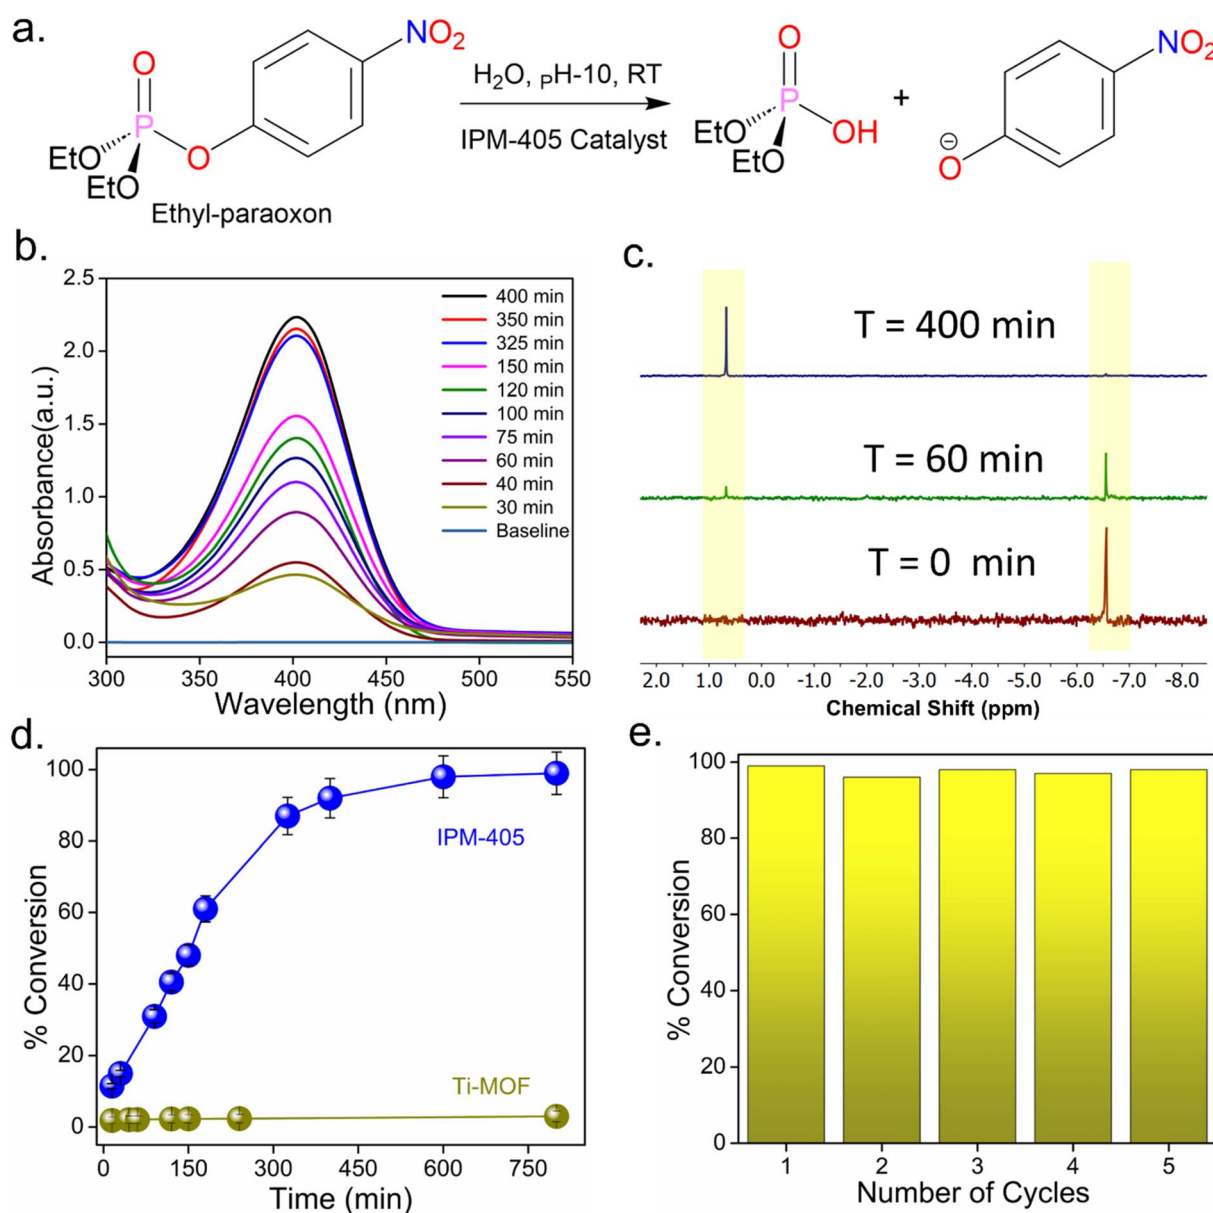 a.
O
P
EtO
EtO
O
NO₂
Ethyl-paraoxon
H₂O, ₚH-10, RT
IPM-405 Catalyst
O
P
EtO
EtO
OH
+
⊖
O
NO₂
b.
Absorbance(a.u.)
2.5
2.0
1.5
1.0
0.5
0.0
300
350
400
450
500
550
Wavelength (nm)
400 min
350 min
325 min
150 min
120 min
100 min
75 min
60 min
40 min
30 min
Baseline
c.
T = 400 min
T = 60 min
T = 0 min
2.0 1.0 0.0 -1.0 -2.0 -3.0 -4.0 -5.0 -6.0 -7.0 -8.0
Chemical Shift (ppm)
d.
% Conversion
100
80
60
40
20
0
IPM-405
Ti-MOF
0 150 300 450 600 750
Time (min)
e.
% Conversion
100
80
60
40
20
0
1 2 3 4 5
Number of Cycles